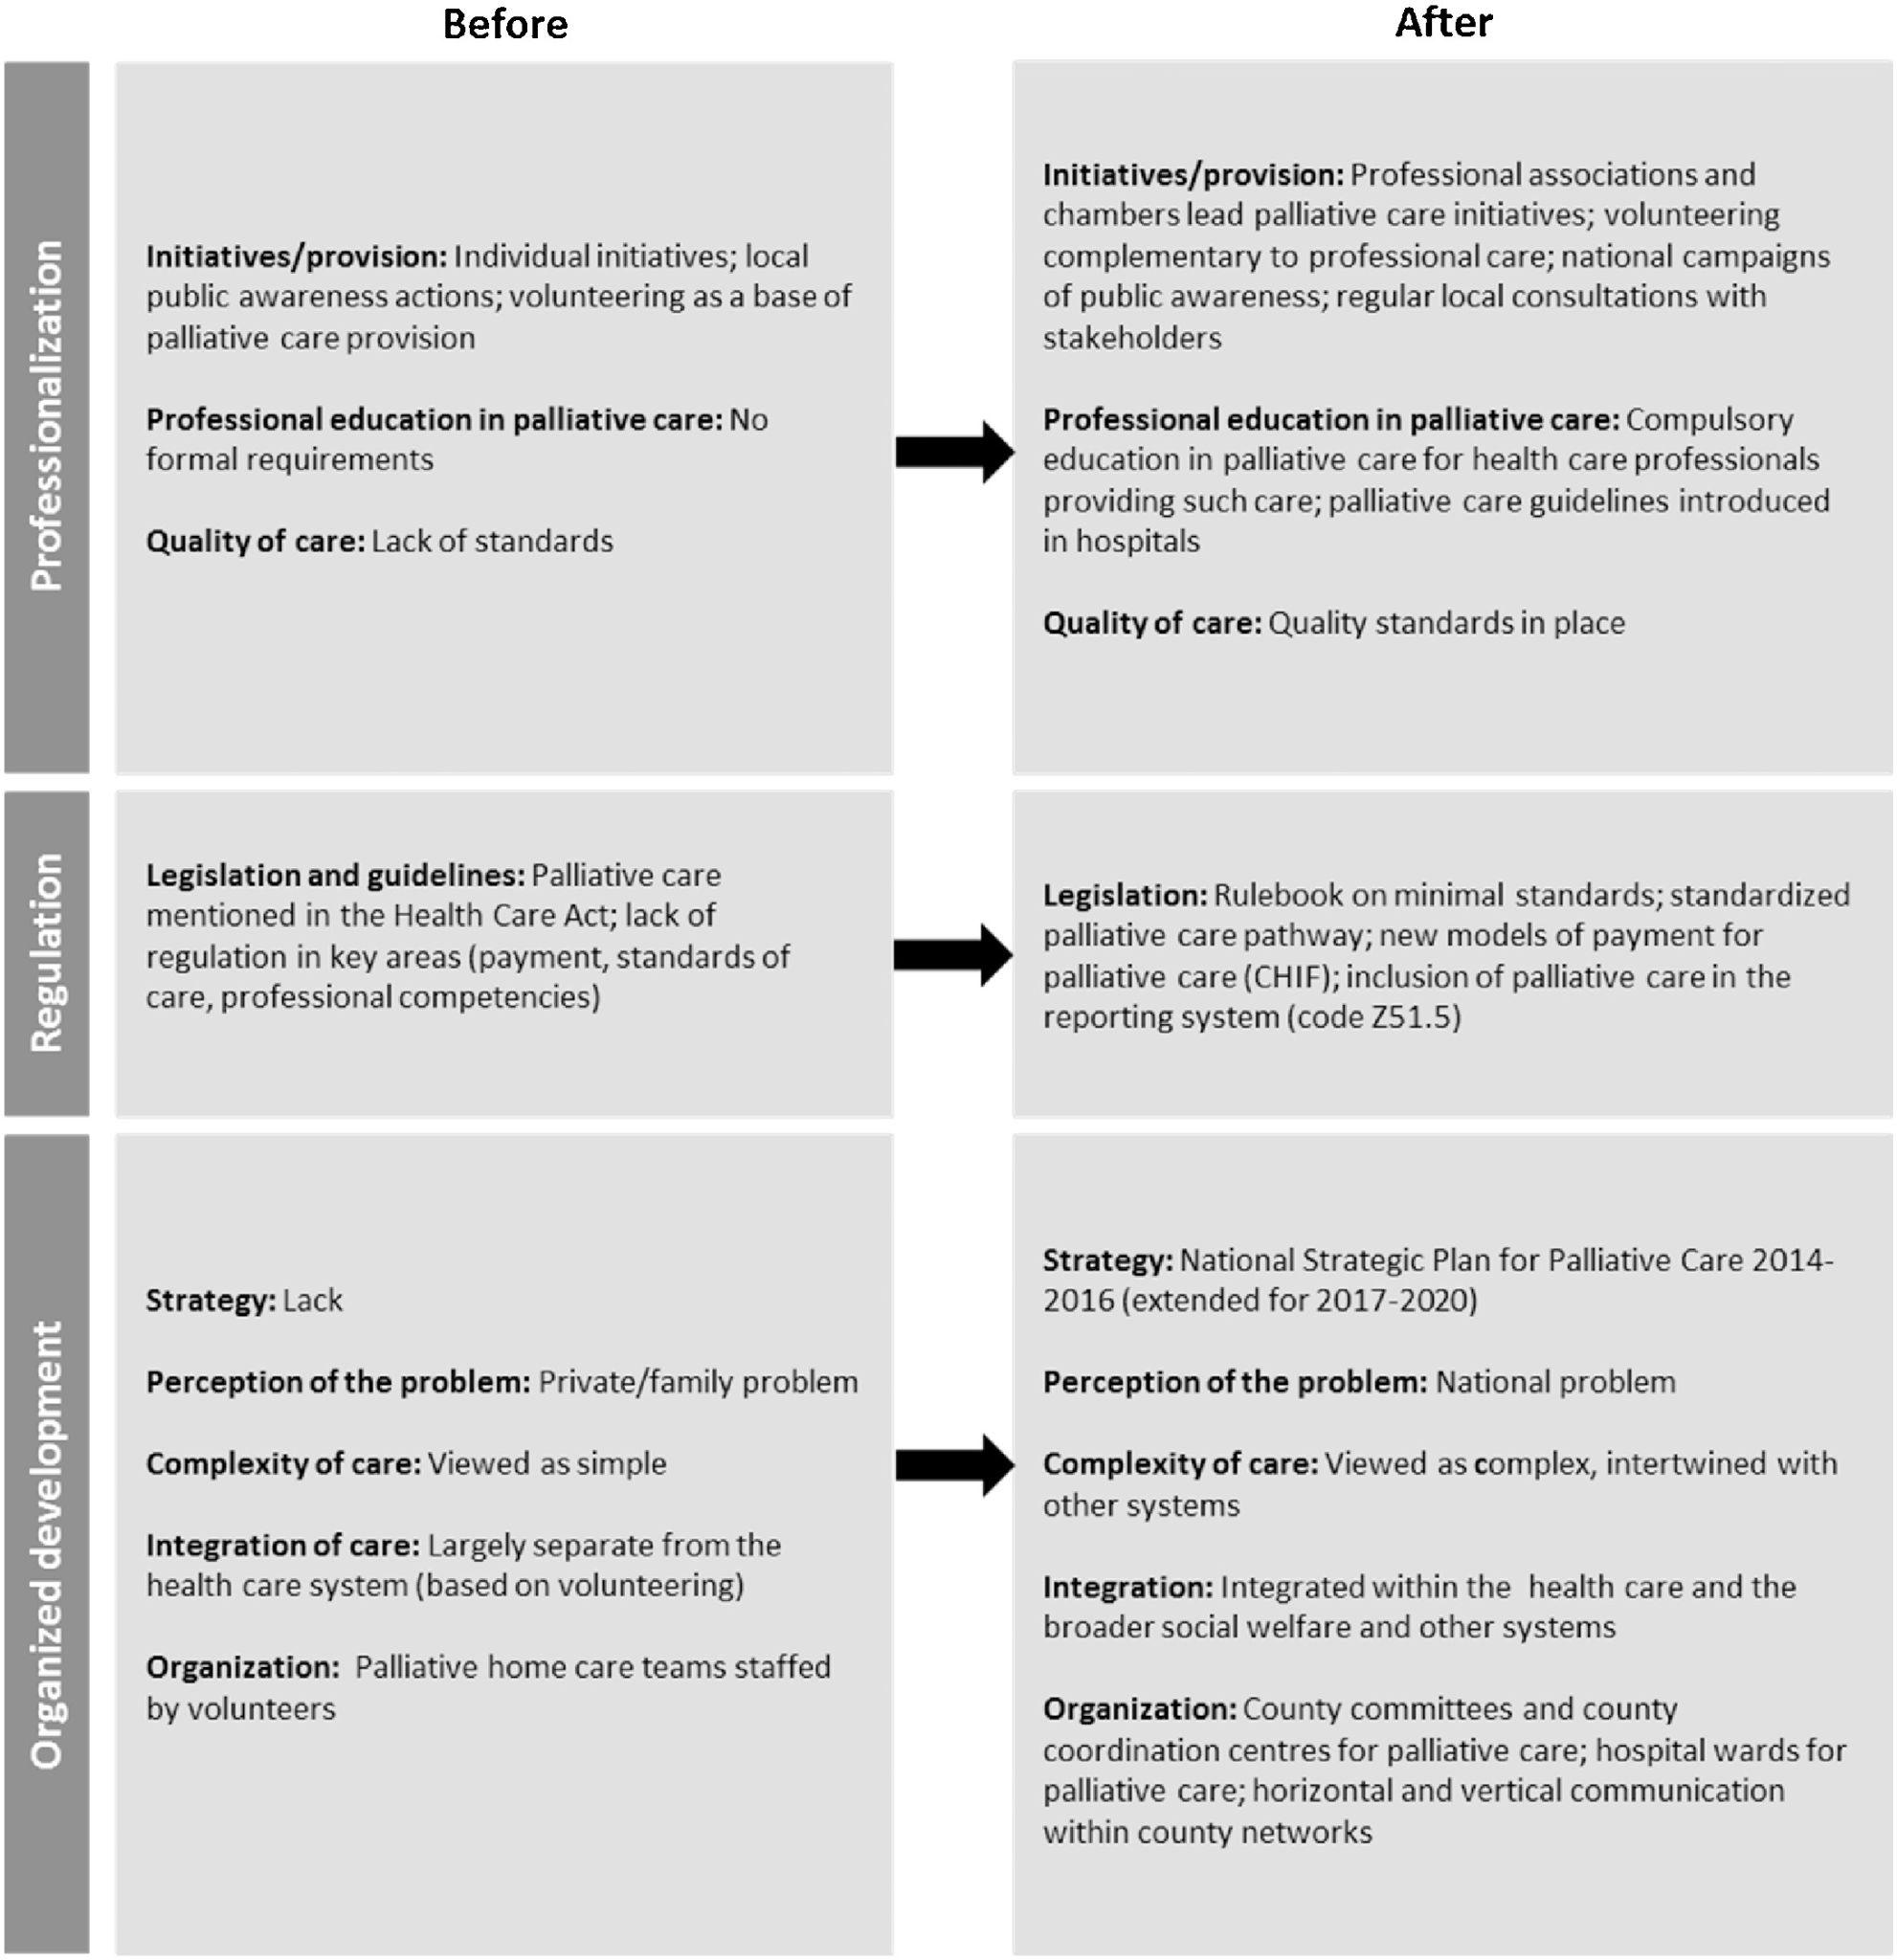 Before
After
Professionalization
Initiatives/provision: Individual initiatives; local
public awareness actions; volunteering as a base of
palliative care provision
Professional education in palliative care: No
formal requirements
Quality of care: Lack of standards
Initiatives/provision: Professional associations and
chambers lead palliative care initiatives; volunteering
complementary to professional care; national campaigns
of public awareness; regular local consultations with
stakeholders
Professional education in palliative care: Compulsory
education in palliative care for health care professionals
providing such care; palliative care guidelines introduced
in hospitals
Quality of care: Quality standards in place
Regulation
Legislation and guidelines: Palliative care
mentioned in the Health Care Act; lack of
regulation in key areas (payment, standards of
care, professional competencies)
Legislation: Rulebook on minimal standards; standardized
palliative care pathway; new models of payment for
palliative care (CHIF); inclusion of palliative care in the
reporting system (code Z51.5)
Organized development
Strategy: Lack
Perception of the problem: Private/family problem
Complexity of care: Viewed as simple
Integration of care: Largely separate from the
health care system (based on volunteering)
Organization: Palliative home care teams staffed
by volunteers
Strategy: National Strategic Plan for Palliative Care 2014-
2016 (extended for 2017-2020)
Perception of the problem: National problem
Complexity of care: Viewed as complex, intertwined with
other systems
Integration: Integrated within the health care and the
broader social welfare and other systems
Organization: County committees and county
coordination centres for palliative care; hospital wards for
palliative care; horizontal and vertical communication
within county networks